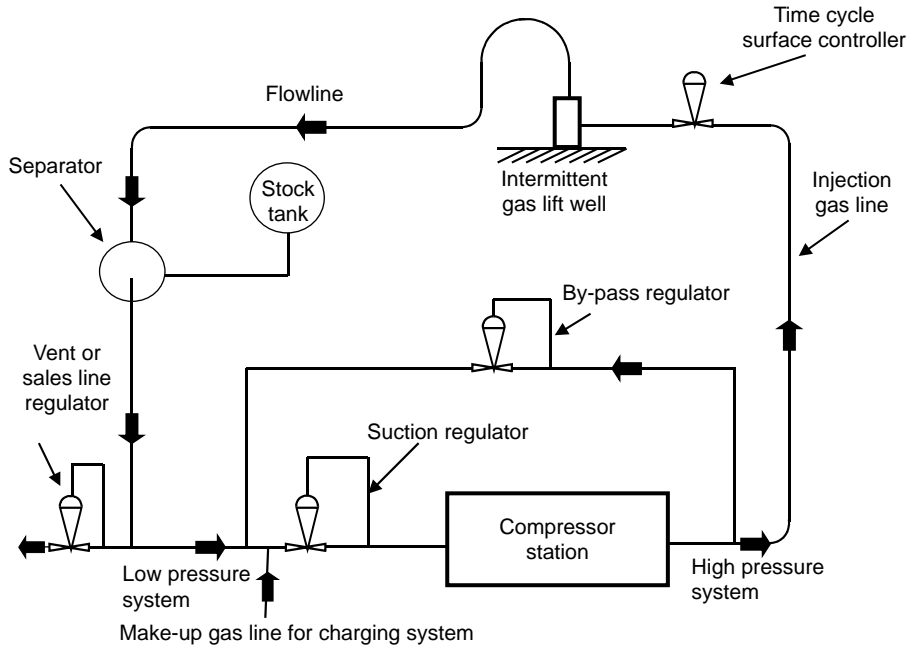 Time cycle
surface controller
Flowline
Separator
Stock
tank
Intermittent
gas lift well
Injection
gas line
By-pass regulator
Vent or
sales line
regulator
Suction regulator
Compressor
station
Low pressure
system
High pressure
system
Make-up gas line for charging system